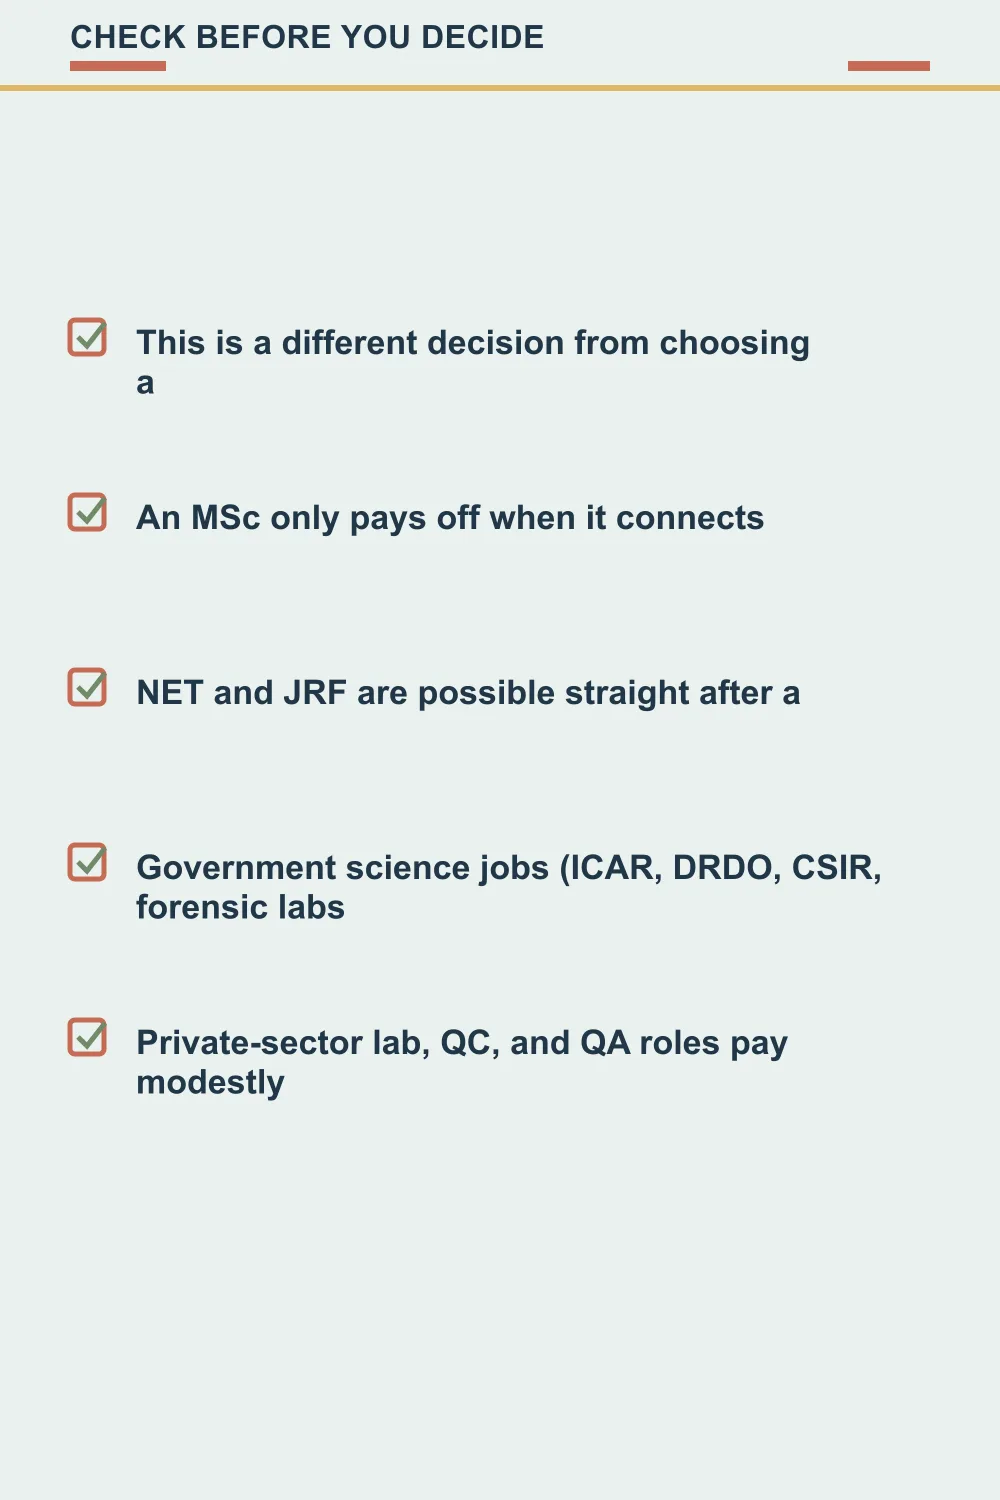 CHECK BEFORE YOU DECIDE
This is a different decision from choosing
a
An MSc only pays off when it connects
NET and JRF are possible straight after a
Government science jobs (ICAR, DRDO, CSIR,
forensic labs
Private-sector lab, QC, and QA roles pay
modestly